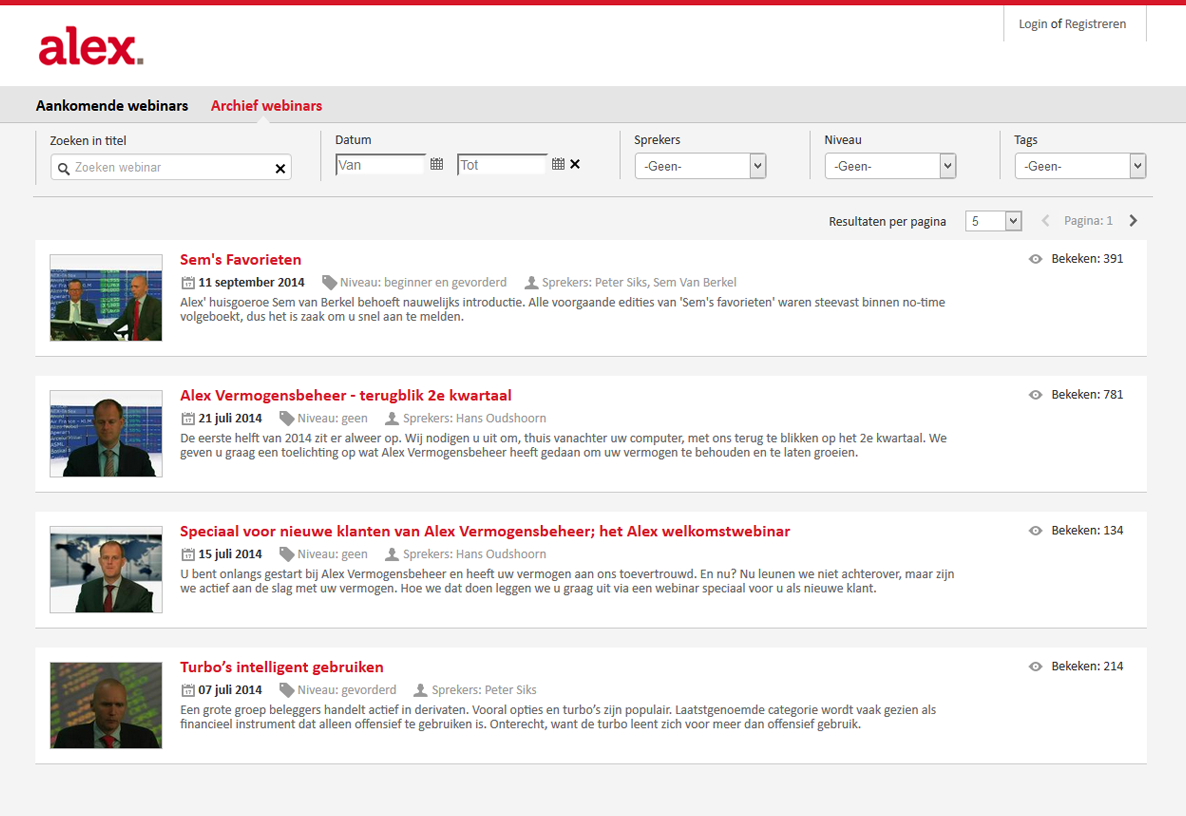 alex.
Login of Registreren
Aankomende webinars Archief webinars
Zoeken in titel Datum Sprekers Niveau Tags
Zoeken webinar Van Tot -Geen- -Geen- -Geen-
Resultaten per pagina 5 Pagina: 1
Sem's Favorieten Bekeken: 391
11 september 2014 Niveau: beginner en gevorderd Sprekers: Peter Siks, Sem Van Berkel
Alex' huisgoeroe Sem van Berkel behoeft nauwelijks introductie. Alle voorgaande edities van 'Sem's favorieten' waren steevast binnen no-time
volgeboekt, dus het is zaak om u snel aan te melden.
Alex Vermogensbeheer - terugblik 2e kwartaal Bekeken: 781
21 juli 2014 Niveau: geen Sprekers: Hans Oudshoorn
De eerste helft van 2014 zit er alweer op. Wij nodigen u uit om, thuis vanachter uw computer, met ons terug te blikken op het 2e kwartaal. We
geven u graag een toelichting op wat Alex Vermogensbeheer heeft gedaan om uw vermogen te behouden en te laten groeien.
Speciaal voor nieuwe klanten van Alex Vermogensbeheer; het Alex welkomstwebinar Bekeken: 134
15 juli 2014 Niveau: geen Sprekers: Hans Oudshoorn
U bent onlangs gestart bij Alex Vermogensbeheer en heeft uw vermogen aan ons toevertrouwd. En nu? Nu leunen we niet achterover, maar zijn
we actief aan de slag met uw vermogen. Hoe we dat doen leggen we u graag uit via een webinar speciaal voor u als nieuwe klant.
Turbo’s intelligent gebruiken Bekeken: 214
07 juli 2014 Niveau: gevorderd Sprekers: Peter Siks
Een grote groep beleggers handelt actief in derivaten. Vooral opties en turbo’s zijn populair. Laatstgenoemde categorie wordt vaak gezien als
financieel instrument dat alleen offensief te gebruiken is. Onterecht, want de turbo leent zich voor meer dan offensief gebruik.